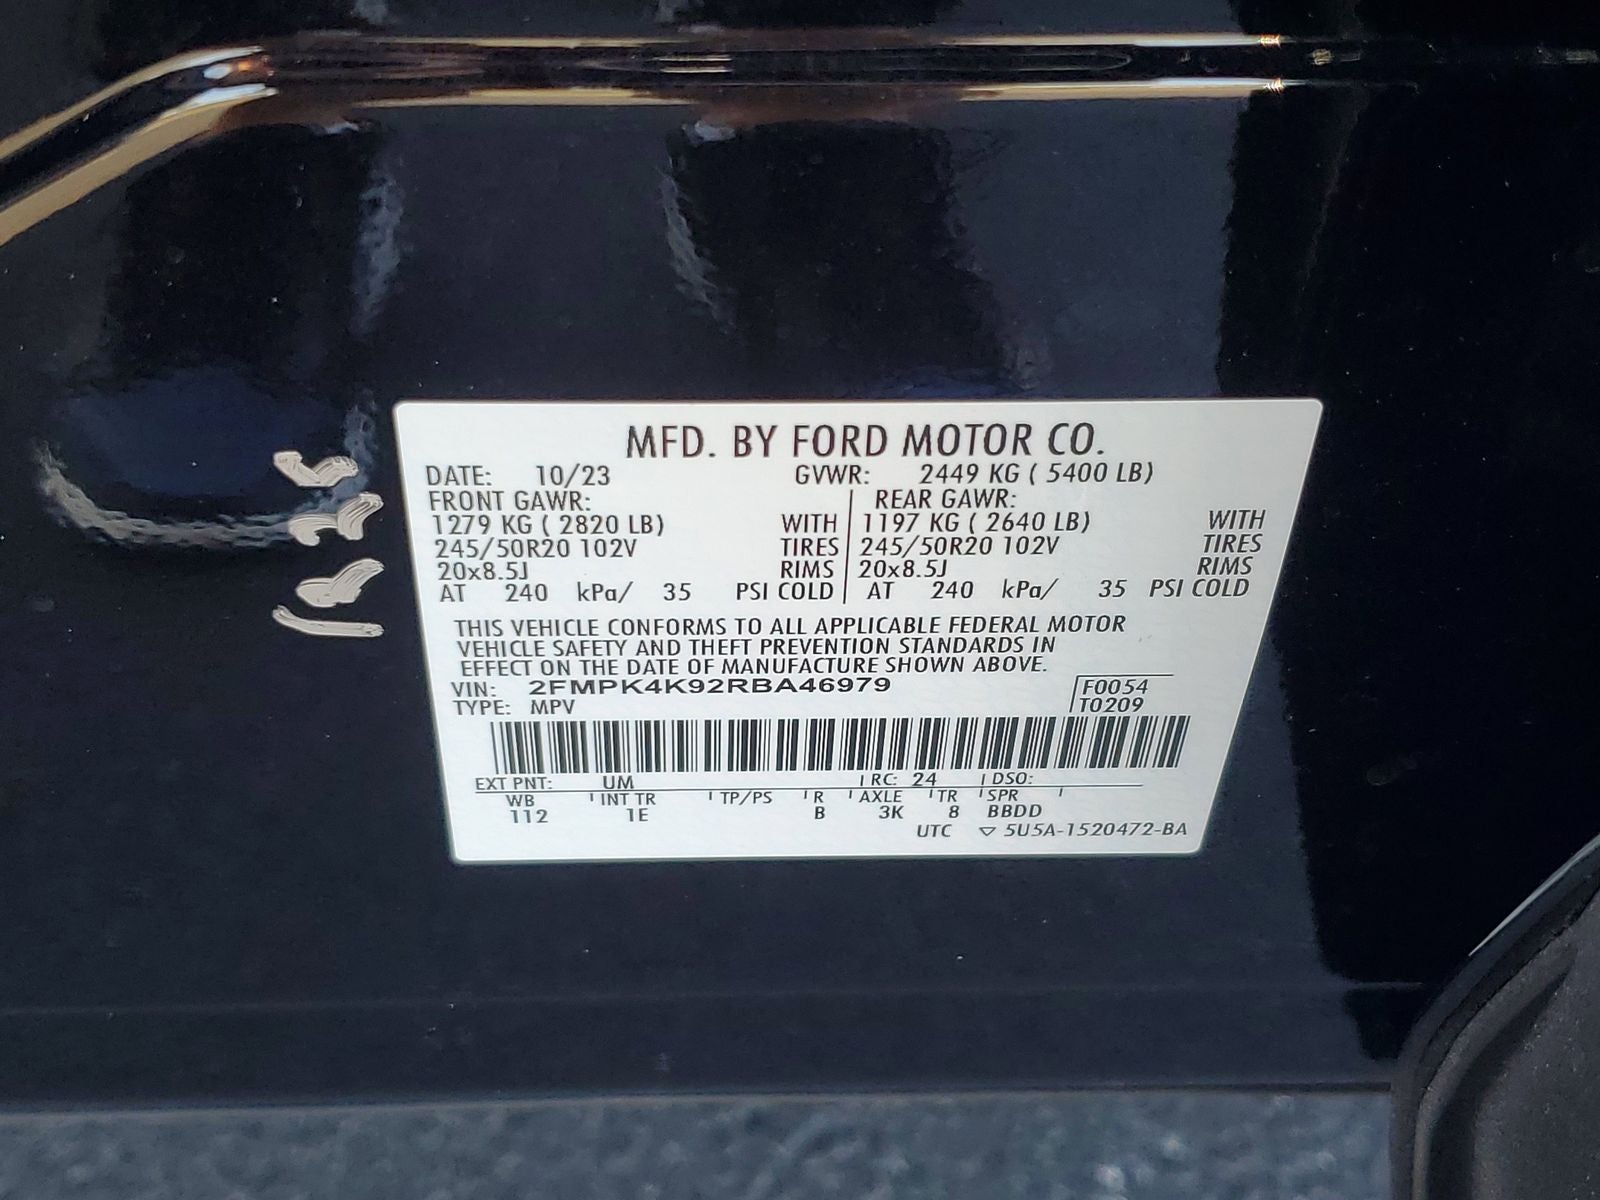 MFD. BY FORD MOTOR CO.
DATE: 10/23 GVWR: 2449 KG ( 5400 LB)
FRONT GAWR: REAR GAWR:
1279 KG ( 2820 LB) WITH 1197 KG ( 2640 LB) WITH
245/50R20 102V TIRES 245/50R20 102V TIRES
20x8.5J RIMS 20x8.5J RIMS
AT 240 kPa/ 35 PSI COLD AT 240 kPa/ 35 PSI COLD
THIS VEHICLE CONFORMS TO ALL APPLICABLE FEDERAL MOTOR
VEHICLE SAFETY AND THEFT PREVENTION STANDARDS IN
EFFECT ON THE DATE OF MANUFACTURE SHOWN ABOVE.
VIN: 2FMPK4K92RBA46979 F0054
TYPE: MPV T0209
EXT PNT: UM RC: 24 DSO:
WB INT TR TP/PS R AXLE TR SPR
112 1E B 3K 8 BBDD
UTC ▽ 5U5A-1520472-BA